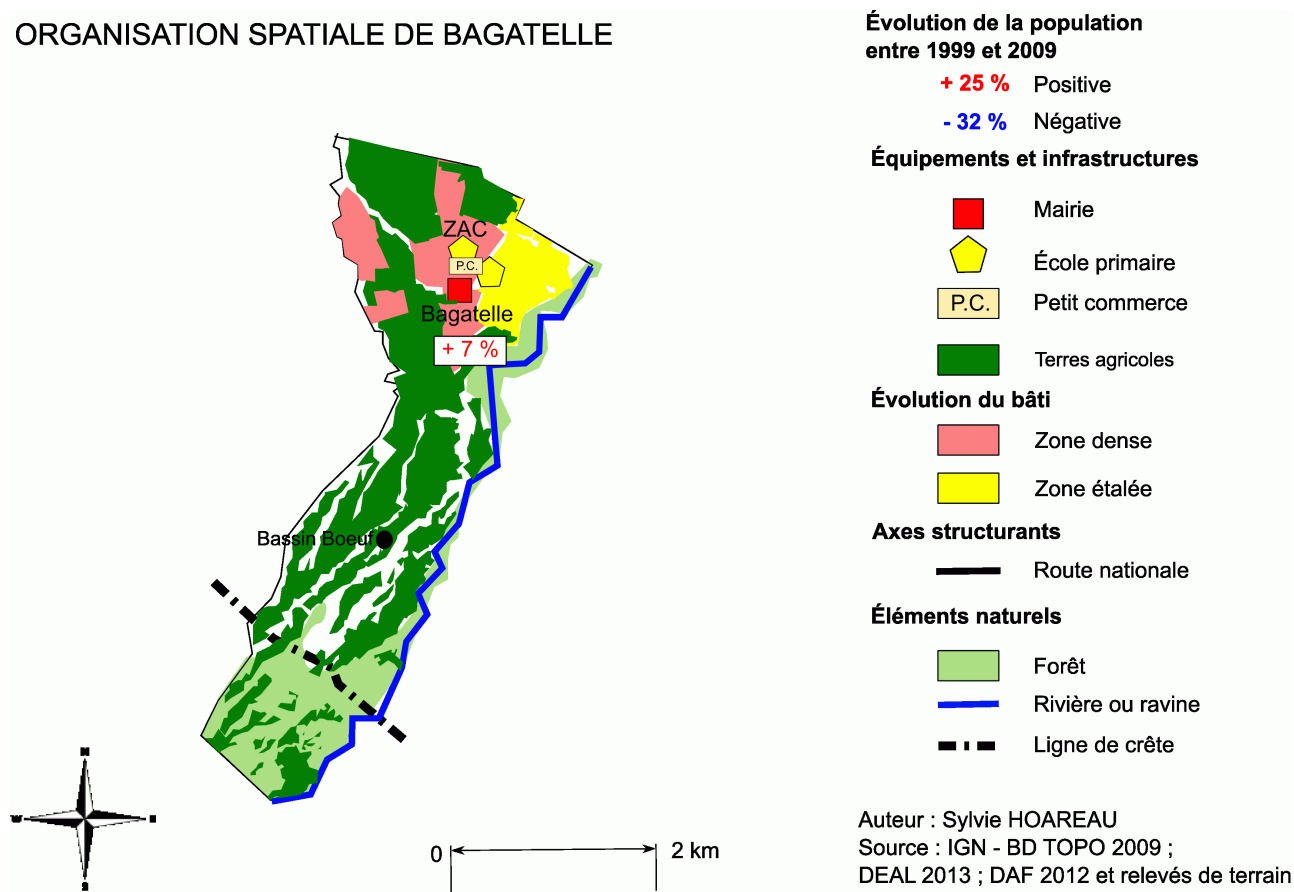 ORGANISATION SPATIALE DE BAGATELLE
ZAC
P.C.
Bagatelle
+ 7 %
Bassin Boeuf
N
W
E
S
0
2 km
Évolution de la population
entre 1999 et 2009
+ 25 % Positive
- 32 % Négative
Équipements et infrastructures
Mairie
École primaire
P.C. Petit commerce
Terres agricoles
Évolution du bâti
Zone dense
Zone étalée
Axes structurants
Route nationale
Éléments naturels
Forêt
Rivière ou ravine
Ligne de crête
Auteur : Sylvie HOAREAU
Source : IGN - BD TOPO 2009 ;
DEAL 2013 ; DAF 2012 et relevés de terrain